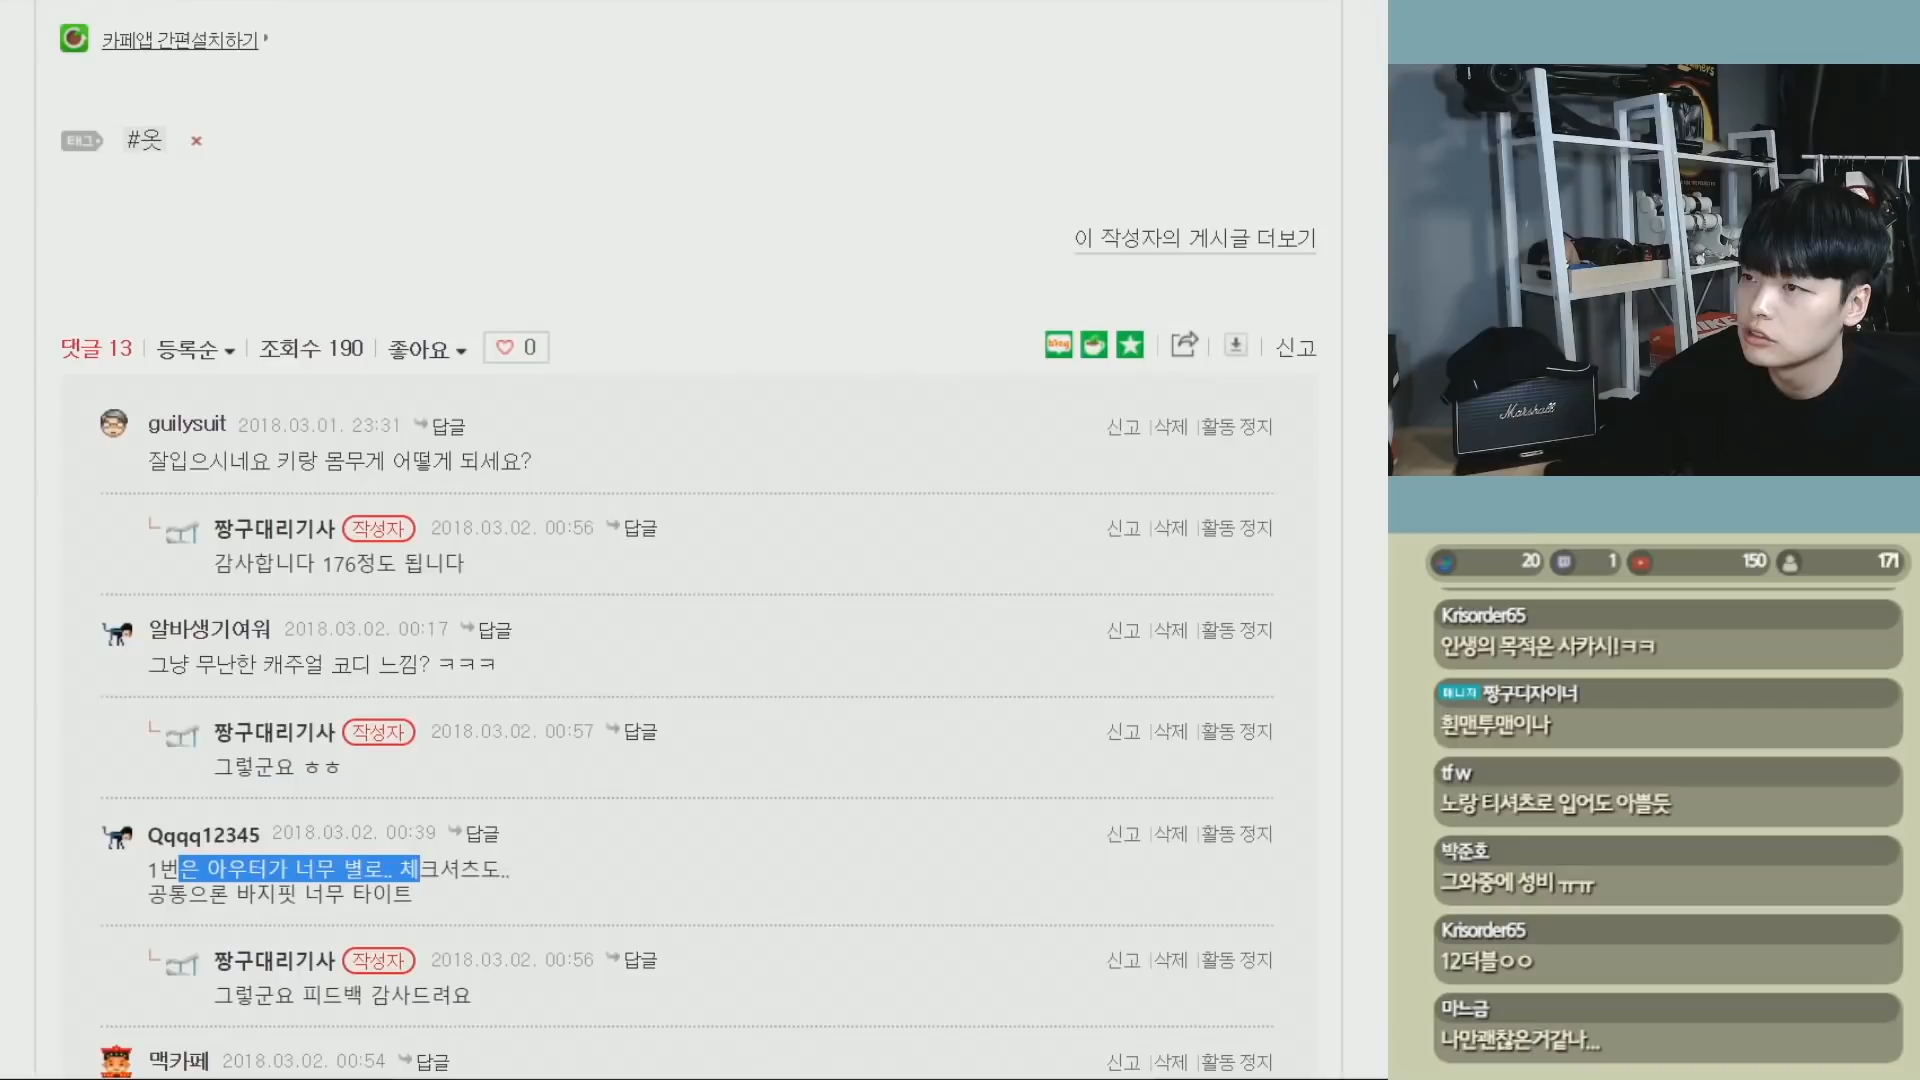 카페앱 간편설치하기
태그
#옷
이 작성자의 게시글 더보기
댓글 13
등록순
조회수 190
좋아요
0
blog
신고
guilysuit 2018.03.01. 23:31 답글
신고 삭제 활동 정지
잘입으시네요 키랑 몸무게 어떻게 되세요?
짱구대리기사 작성자 2018.03.02. 00:56 답글
신고 삭제 활동 정지
감사합니다 176정도 됩니다
알바생기여워 2018.03.02. 00:17 답글
신고 삭제 활동 정지
그냥 무난한 캐주얼 코디 느낌? ㅋㅋㅋ
짱구대리기사 작성자 2018.03.02. 00:57 답글
신고 삭제 활동 정지
그렇군요 ㅎㅎ
Qqqq12345 2018.03.02. 00:39 답글
신고 삭제 활동 정지
1번은 아우터가 너무 별로.. 체크셔츠도..
공통으론 바지핏 너무 타이트
짱구대리기사 작성자 2018.03.02. 00:56 답글
신고 삭제 활동 정지
그렇군요 피드백 감사드려요
맥카페 2018.03.02. 00:54 답글
신고 삭제 활동 정지
NIKE
Marshall
20 1 150 171
Krisorder65
인생의 목적은 사카시!ㅋㅋ
매니저 짱구디자이너
흰맨투맨이나
tfw
노랑 티셔츠로 입어도 아쁠듯
박준호
그와중에 성비 ㅠㅠ
Krisorder65
12더블ㅇㅇ
마느금
나만괜찮은거같나...